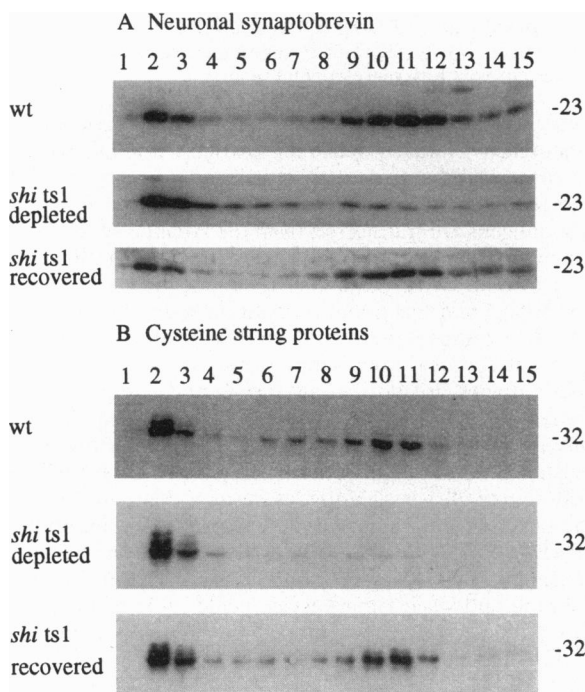 A Neuronal synaptobrevin
1 2 3 4 5 6 7 8 9 10 11 12 13 14 15
wt
-23
shi ts1
depleted
-23
shi ts1
recovered
-23
B Cysteine string proteins
1 2 3 4 5 6 7 8 9 10 11 12 13 14 15
wt
-32
shi ts1
depleted
-32
shi ts1
recovered
-32